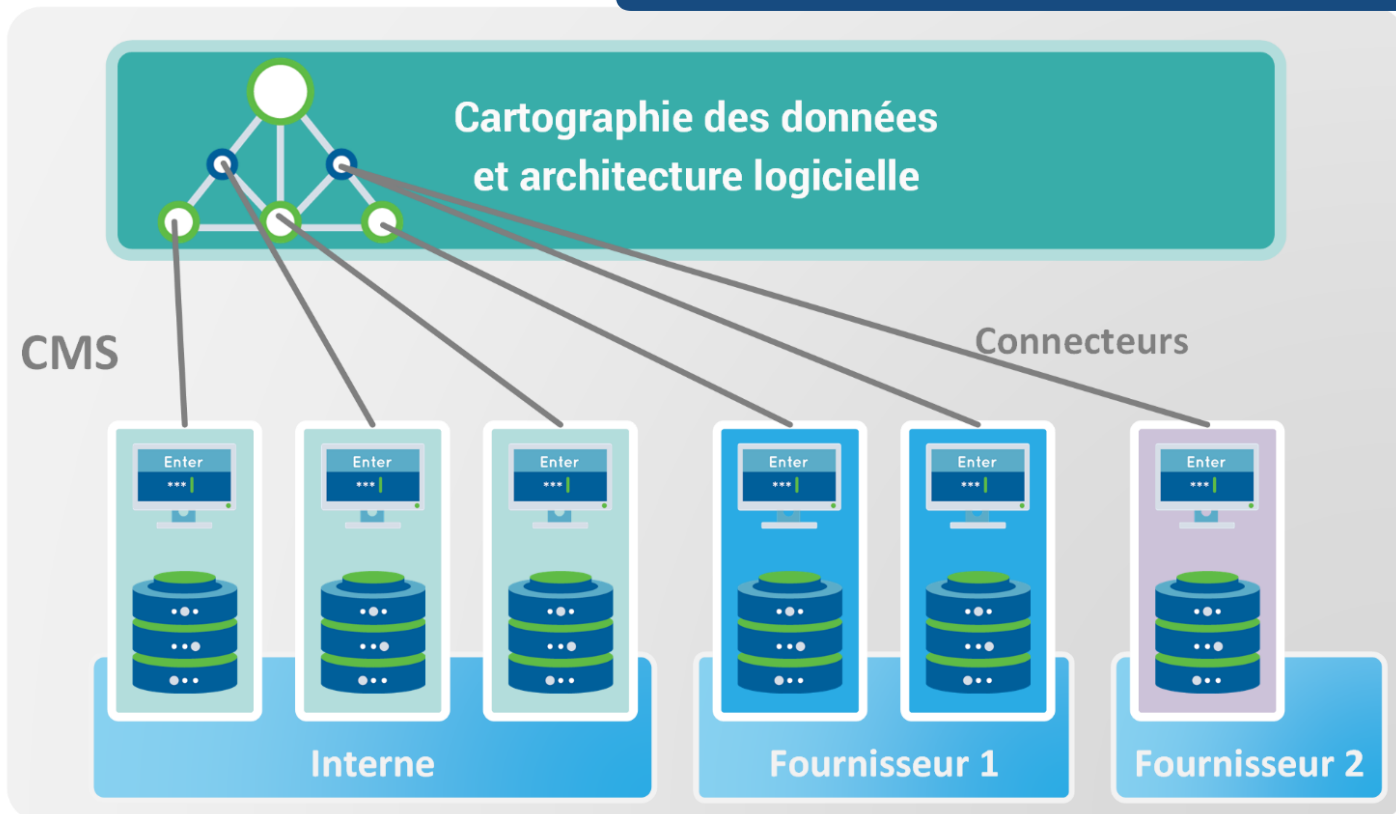 Cartographie des données
et architecture logicielle
CMS
Connecteurs
Enter
***
Enter
***
Enter
***
Enter
***
Enter
***
Enter
***
Interne
Fournisseur 1
Fournisseur 2